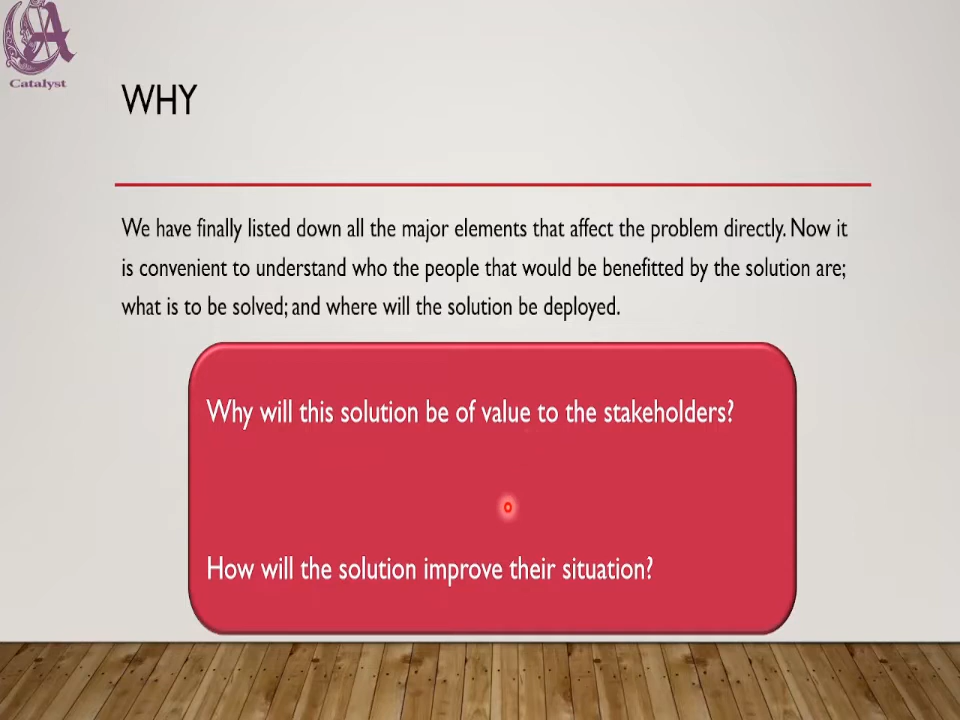 Catalyst
WHY
We have finally listed down all the major elements that affect the problem directly. Now it
is convenient to understand who the people that would be benefitted by the solution are;
what is to be solved; and where will the solution be deployed.
Why will this solution be of value to the stakeholders?
How will the solution improve their situation?